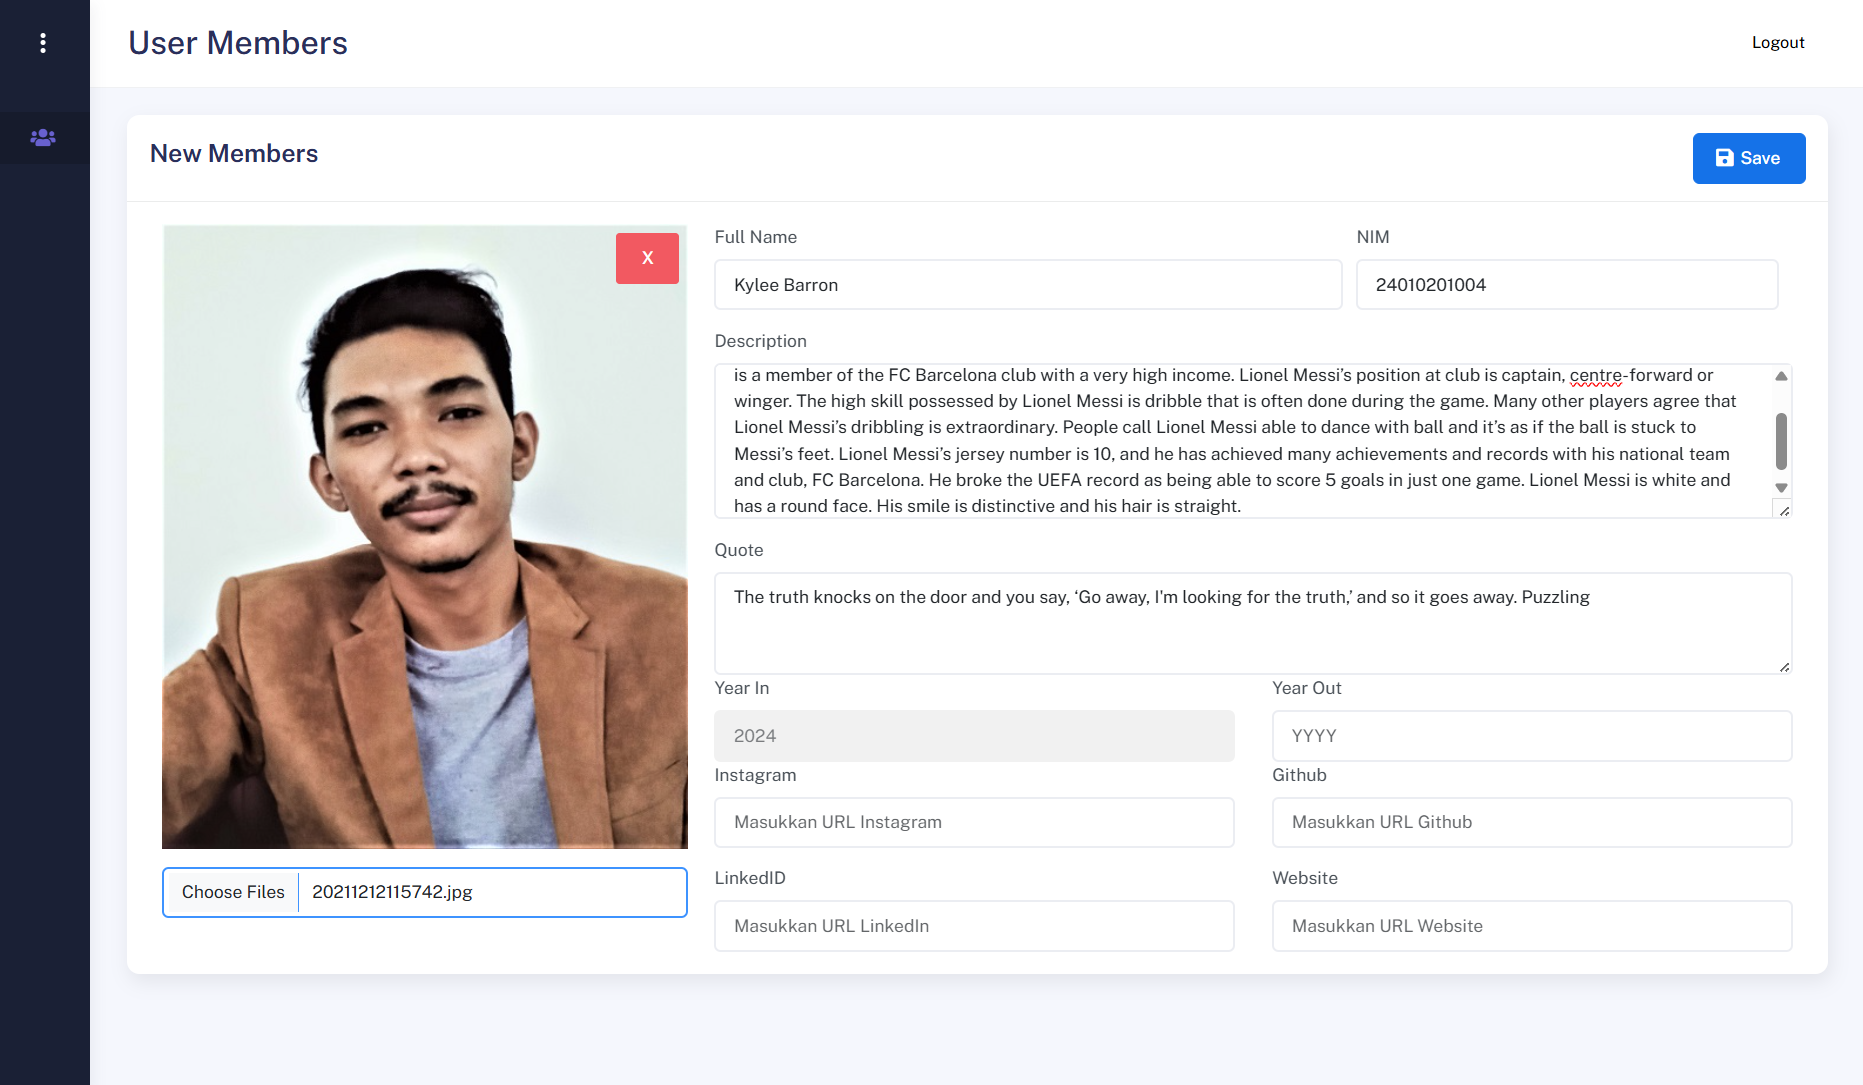 User Members
Logout
New Members
Save
X
Full Name
NIM
Kylee Barron
24010201004
Description
is a member of the FC Barcelona club with a very high income. Lionel Messi’s position at club is captain, centre-forward or
winger. The high skill possessed by Lionel Messi is dribble that is often done during the game. Many other players agree that
Lionel Messi’s dribbling is extraordinary. People call Lionel Messi able to dance with ball and it’s as if the ball is stuck to
Messi’s feet. Lionel Messi’s jersey number is 10, and he has achieved many achievements and records with his national team
and club, FC Barcelona. He broke the UEFA record as being able to score 5 goals in just one game. Lionel Messi is white and
has a round face. His smile is distinctive and his hair is straight.
Quote
The truth knocks on the door and you say, ‘Go away, I'm looking for the truth,’ and so it goes away. Puzzling
Year In
Year Out
2024
YYYY
Instagram
Github
Masukkan URL Instagram
Masukkan URL Github
Choose Files
20211212115742.jpg
LinkedID
Website
Masukkan URL LinkedIn
Masukkan URL Website